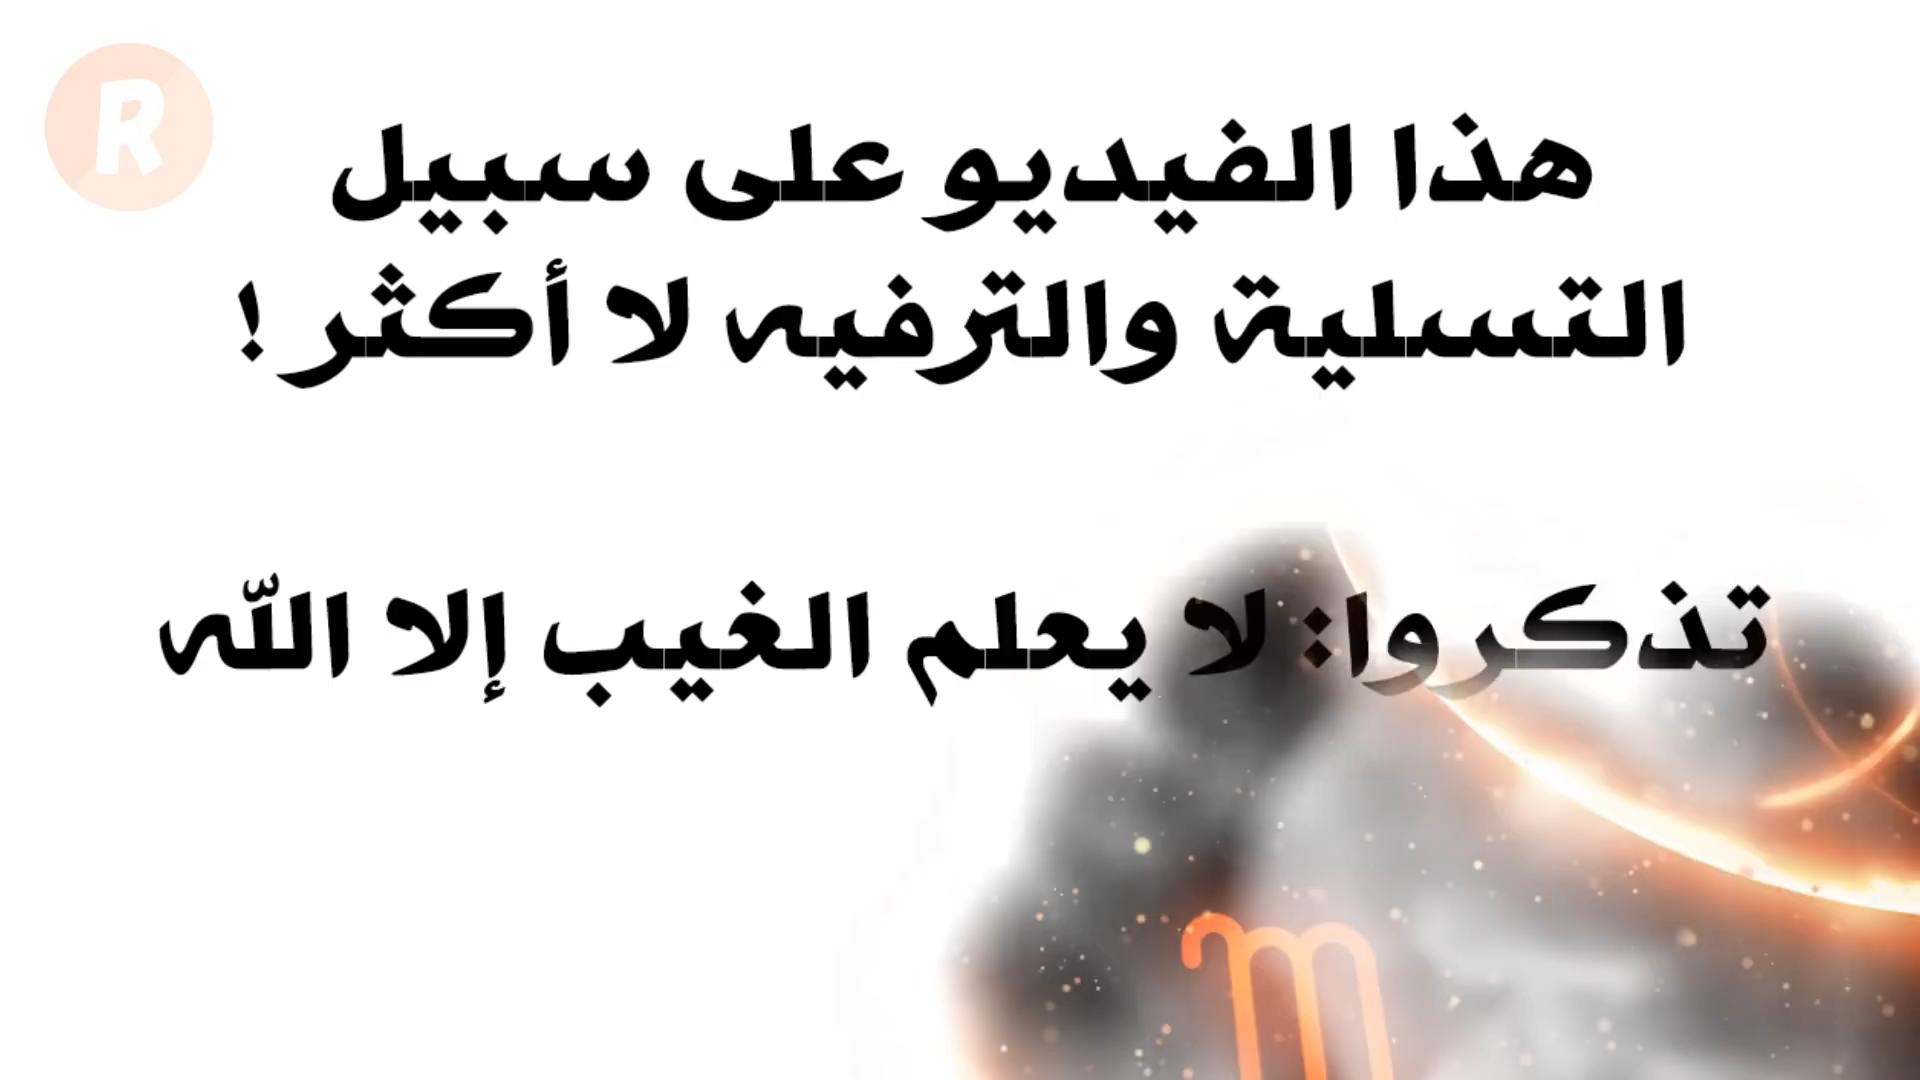 R
هذا الفيديو على سبيل
التسلية والترفيه لا أكثر !
تذكروا: لا يعلم الغيب إلا الله